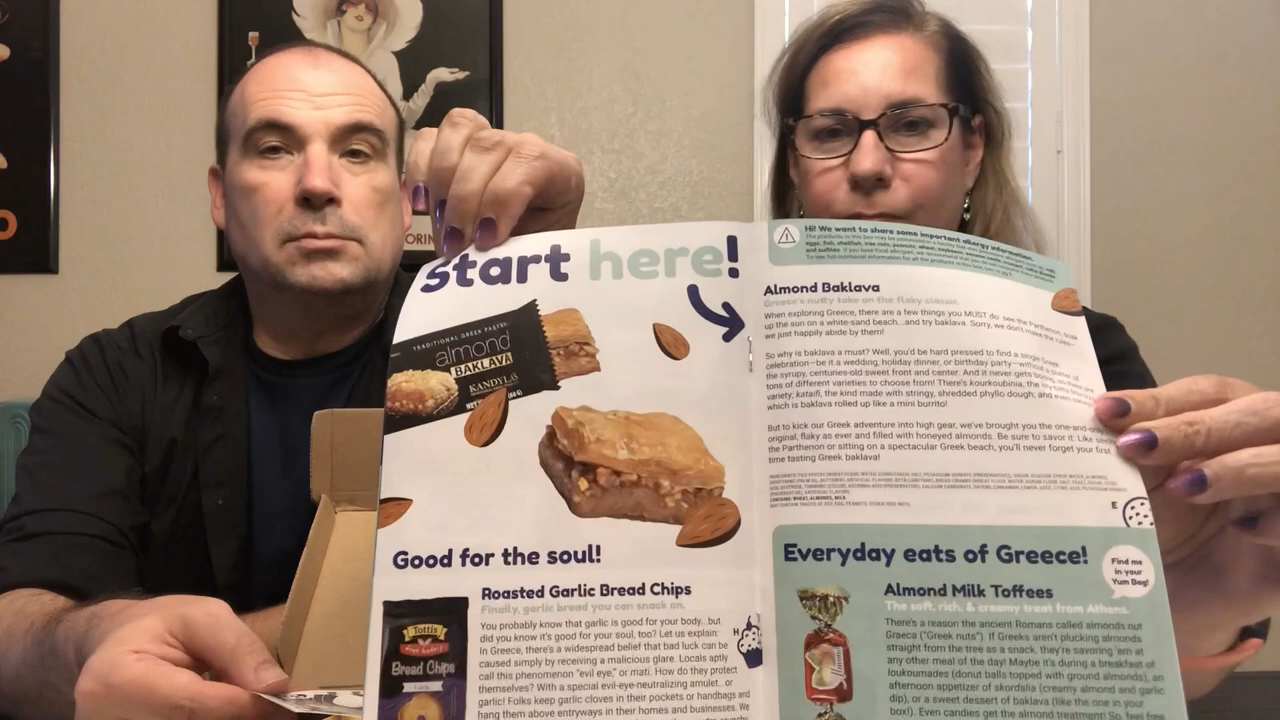 start here!
TRADITIONAL GREEK PASTRY
almond
BAKLAVA
KANDYLAS
Good for the soul!
Roasted Garlic Bread Chips
Finally, garlic bread you can snack on.
You probably know that garlic is good for your body...but
did you know it's good for your soul, too? Let us explain:
In Greece, there's a widespread belief that bad luck can be
caused simply by receiving a malicious glare. Locals aptly
call this phenomenon "evil eye," or mati. How do they protect
themselves? With a special evil-eye-neutralizing amulet...or
garlic! Folks keep garlic cloves in their pockets or handbags and
hang them above entryways in their homes and businesses. We
Tottis
Bread Chips
H
Hi! We want to share some important allergy information.
Almond Baklava
Greece's nutty take on the flaky classic.
When exploring Greece, there are a few things you MUST do: see the Parthenon, soak
up the sun on a white-sand beach...and try baklava. Sorry, we don't make the rules—
we just happily abide by them!
So why is baklava a must? Well, you'd be hard pressed to find a single Greek
celebration—be it a wedding, holiday dinner, or birthday party—without a platter of
the syrupy, centuries-old sweet front and center. And it never gets boring, as there are
tons of different varieties to choose from! There's kourkoubinia, the
variety; kataifi, the kind made with stringy, shredded phyllo dough; and even
which is baklava rolled up like a mini burrito!
But to kick our Greek adventure into high gear, we've brought you the one-and-only
original, flaky as ever and filled with honeyed almonds. Be sure to savor it. Like seeing
the Parthenon or sitting on a spectacular Greek beach, you'll never forget your first
time tasting Greek baklava!
CONTAINS: WHEAT, ALMONDS, MILK.
E
Everyday eats of Greece!
Find me
in your
Yum Bag!
Almond Milk Toffees
The soft, rich, & creamy treat from Athens.
There's a reason the ancient Romans called almonds nut
Graeca ("Greek nuts"). If Greeks aren't plucking almonds
straight from the tree as a snack, they're savoring 'em at
any other meal of the day! Maybe it's during a breakfast of
loukoumades (donut balls topped with ground almonds), an
afternoon appetizer of skordalia (creamy almond and garlic
dip), or a sweet dessert of baklava (like the one in your
box!). Even candies get the almond treatment! So, feel free